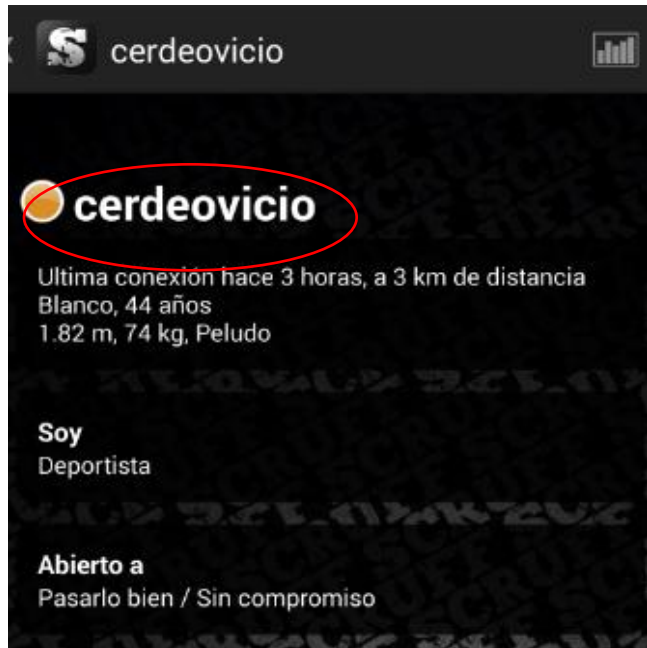 cerdeovicio
cerdeovicio
Ultima conexión hace 3 horas, a 3 km de distancia
Blanco, 44 años
1.82 m, 74 kg, Peludo
Soy
Deportista
Abierto a
Pasarlo bien / Sin compromiso